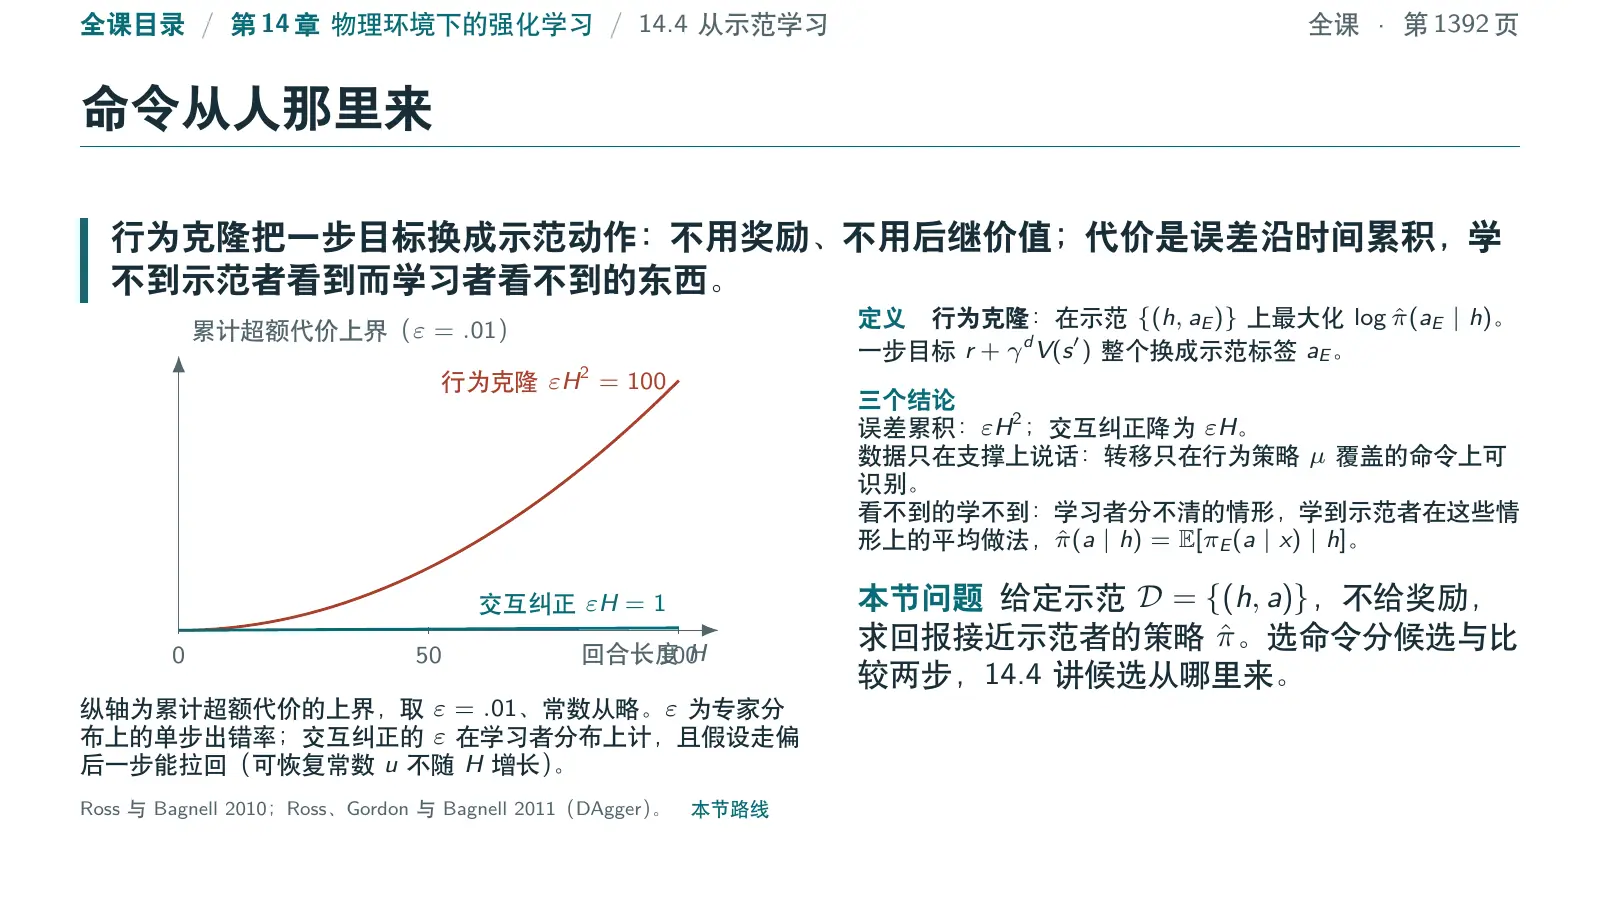 全课目录 / 第 14 章 物理环境下的强化学习 / 14.4 从示范学习
全课 · 第 1392 页
命令从人那里来
行为克隆把一步目标换成示范动作：不用奖励、不用后继价值；代价是误差沿时间累积，学
不到示范者看到而学习者看不到的东西。
累计超额代价上界（ε = .01）
行为克隆 εH² = 100
交互纠正 εH = 1
0 50 100
回合长度 H
纵轴为累计超额代价的上界，取 ε = .01、常数从略。ε 为专家分
布上的单步出错率；交互纠正的 ε 在学习者分布上计，且假设走偏
后一步能拉回（可恢复常数 u 不随 H 增长）。
Ross 与 Bagnell 2010；Ross、Gordon 与 Bagnell 2011（DAgger）。 本节路线
定义 行为克隆：在示范 {(h, a_E)} 上最大化 log π̂(a_E | h)。
一步目标 r + γ^d V(s′) 整个换成示范标签 a_E。
三个结论
误差累积：εH²；交互纠正降为 εH。
数据只在支撑上说话：转移只在行为策略 μ 覆盖的命令上可
识别。
看不到的学不到：学习者分不清的情形，学到示范者在这些情
形上的平均做法，π̂(a | h) = 𝔼[π_E(a | x) | h]。
本节问题 给定示范 𝒟 = {(h, a)}，不给奖励，
求回报接近示范者的策略 π̂。选命令分候选与比
较两步，14.4 讲候选从哪里来。